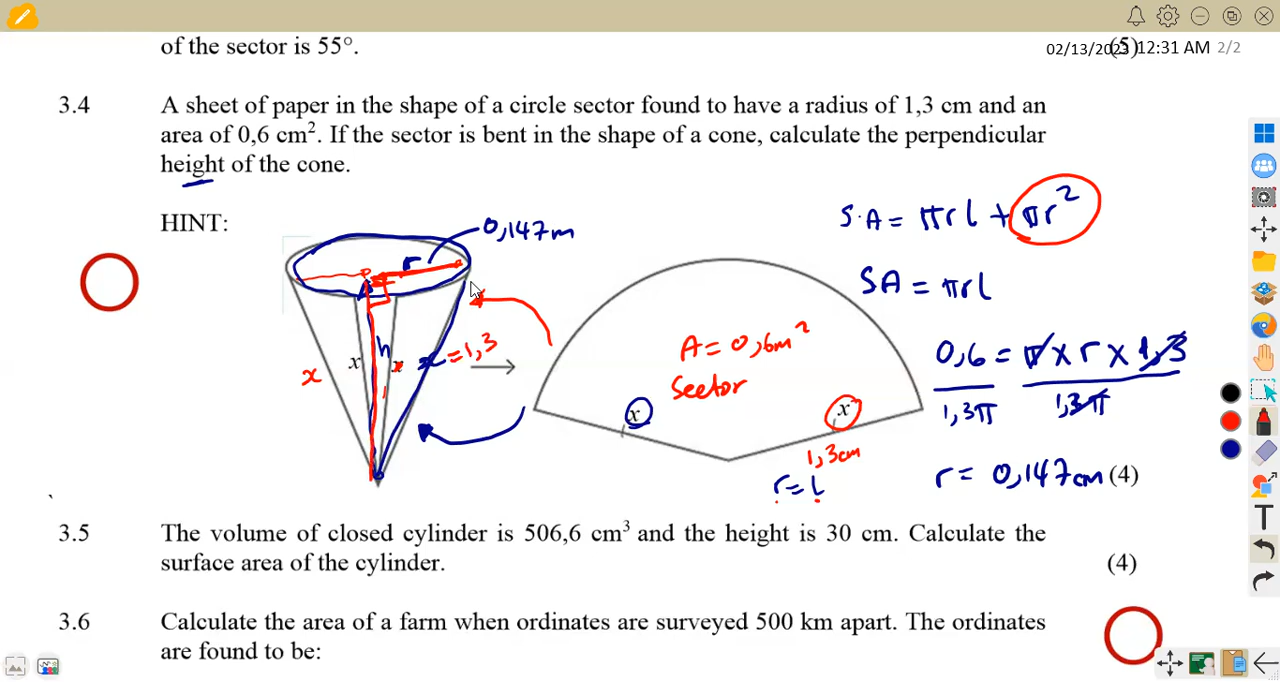 of the sector is 55°. (5)
02/13/2023 12:31 AM 2/2
3.4 A sheet of paper in the shape of a circle sector found to have a radius of 1,3 cm and an
area of 0,6 cm². If the sector is bent in the shape of a cone, calculate the perpendicular
height of the cone.
HINT:
S.A = πrl + πr²
0,147m
r
SA = πrl
h
x
x
x
x = 1,3
A = 0,6m²
Sector
0,6 = π × r × 1,3
1,3π 1,3π
x
x
1,3cm
r = l
r = 0,147cm (4)
3.5 The volume of closed cylinder is 506,6 cm³ and the height is 30 cm. Calculate the
surface area of the cylinder. (4)
3.6 Calculate the area of a farm when ordinates are surveyed 500 km apart. The ordinates
are found to be:
T